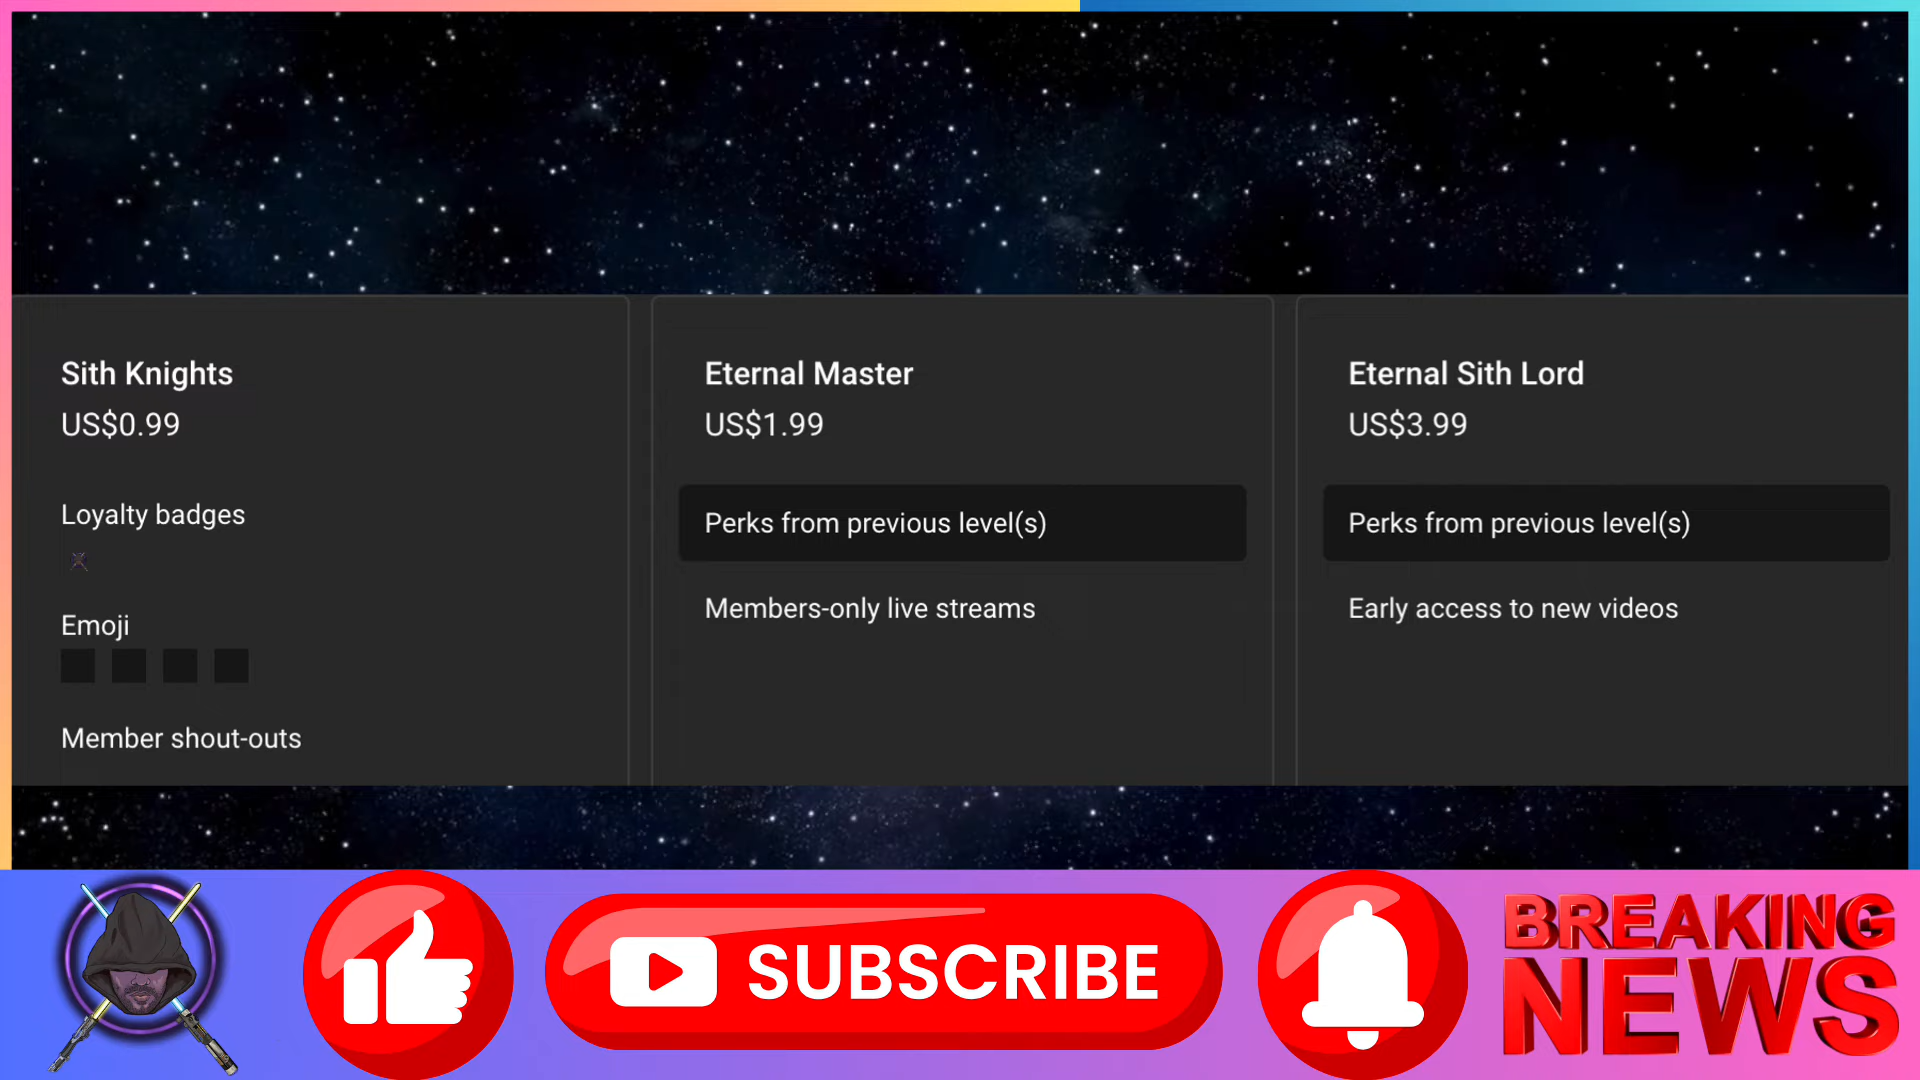 Sith Knights
US$0.99
Loyalty badges
Emoji
Member shout-outs
Eternal Master
US$1.99
Perks from previous level(s)
Members-only live streams
Eternal Sith Lord
US$3.99
Perks from previous level(s)
Early access to new videos
SUBSCRIBE
BREAKING
NEWS